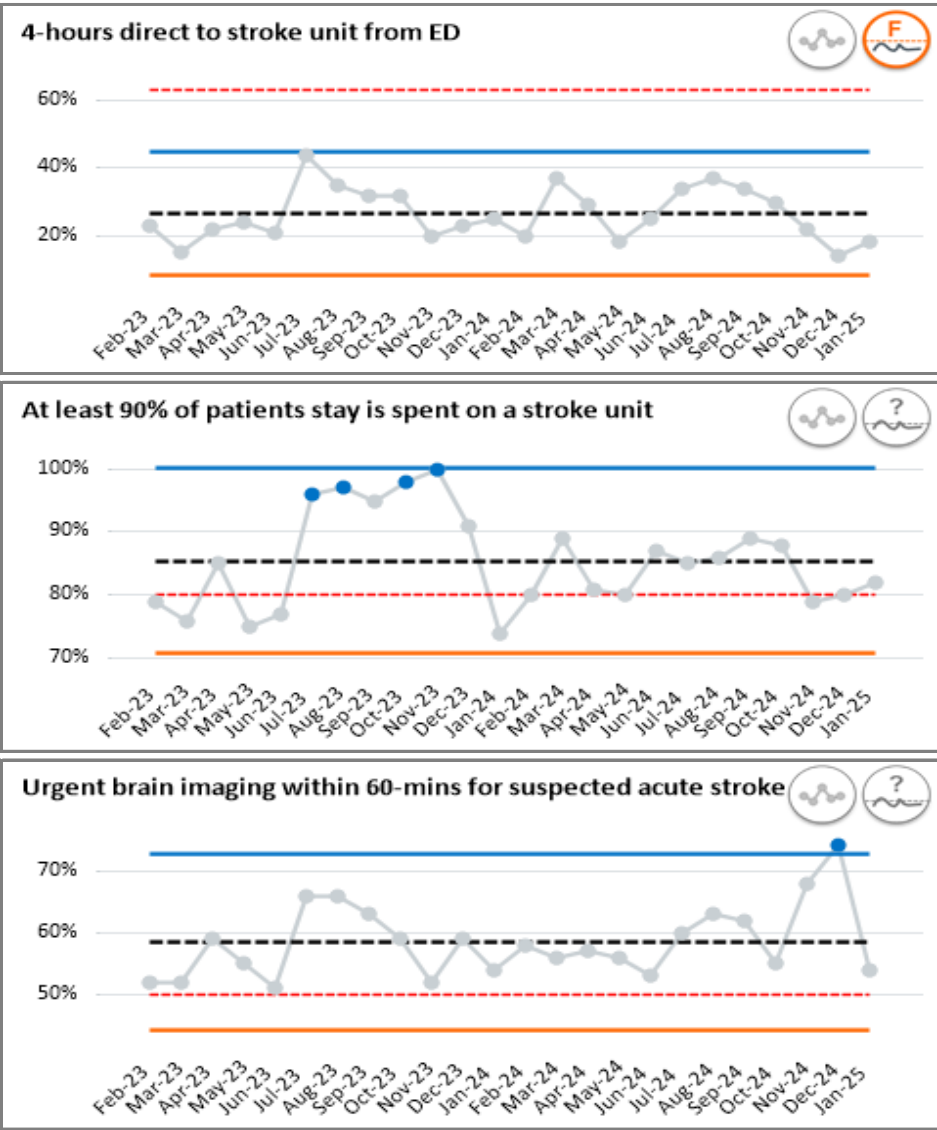 4-hours direct to stroke unit from ED
F
60%
40%
20%
Feb-23 Mar-23 Apr-23 May-23 Jun-23 Jul-23 Aug-23 Sep-23 Oct-23 Nov-23 Dec-23 Jan-24 Feb-24 Mar-24 Apr-24 May-24 Jun-24 Jul-24 Aug-24 Sep-24 Oct-24 Nov-24 Dec-24 Jan-25
At least 90% of patients stay is spent on a stroke unit
?
100%
90%
80%
70%
Feb-23 Mar-23 Apr-23 May-23 Jun-23 Jul-23 Aug-23 Sep-23 Oct-23 Nov-23 Dec-23 Jan-24 Feb-24 Mar-24 Apr-24 May-24 Jun-24 Jul-24 Aug-24 Sep-24 Oct-24 Nov-24 Dec-24 Jan-25
Urgent brain imaging within 60-mins for suspected acute stroke
?
70%
60%
50%
Feb-23 Mar-23 Apr-23 May-23 Jun-23 Jul-23 Aug-23 Sep-23 Oct-23 Nov-23 Dec-23 Jan-24 Feb-24 Mar-24 Apr-24 May-24 Jun-24 Jul-24 Aug-24 Sep-24 Oct-24 Nov-24 Dec-24 Jan-25